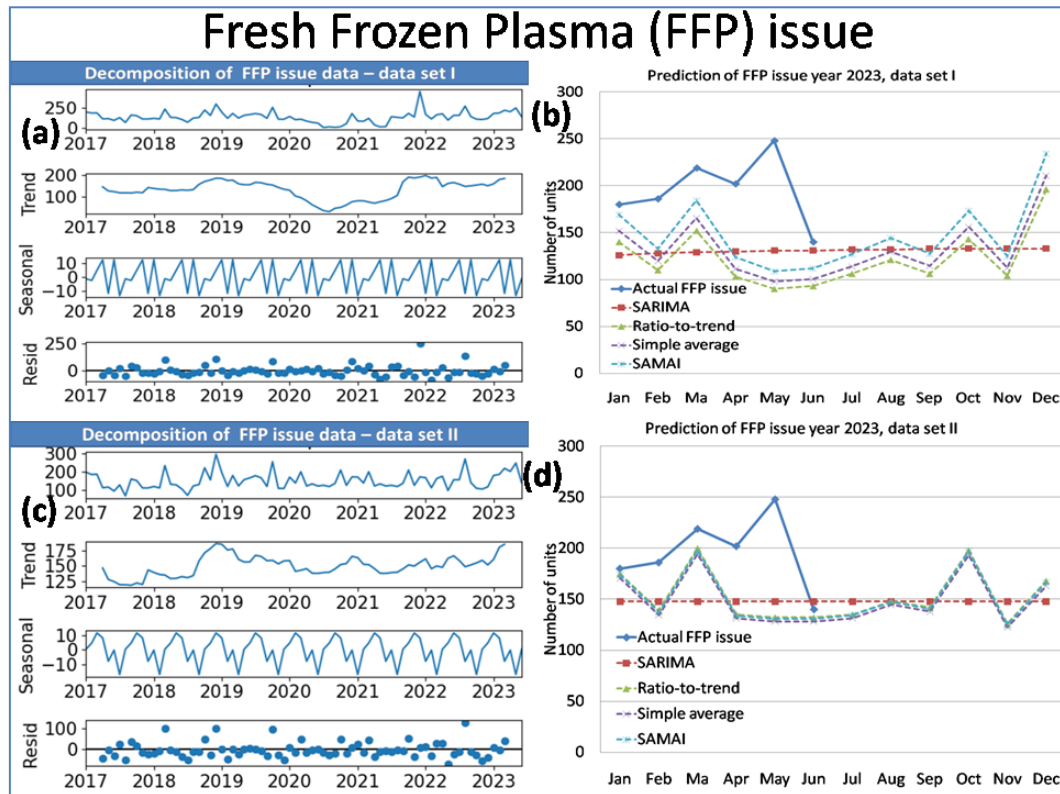 Fresh Frozen Plasma (FFP) issue
Decomposition of FFP issue data – data set I
(a)
250
0
2017 2018 2019 2020 2021 2022 2023
Trend
200
100
2017 2018 2019 2020 2021 2022 2023
Seasonal
10
−10
2017 2018 2019 2020 2021 2022 2023
Resid
250
0
2017 2018 2019 2020 2021 2022 2023
(b)
Prediction of FFP issue year 2023, data set I
Number of units
300
250
200
150
100
50
0
Actual FFP issue
SARIMA
Ratio-to-trend
Simple average
SAMAI
Jan Feb Ma Apr May Jun Jul Aug Sep Oct Nov Dec
Decomposition of FFP issue data – data set II
(c)
300
200
100
2017 2018 2019 2020 2021 2022 2023
Trend
175
150
125
2017 2018 2019 2020 2021 2022 2023
Seasonal
10
0
−10
2017 2018 2019 2020 2021 2022 2023
Resid
100
0
2017 2018 2019 2020 2021 2022 2023
(d)
Prediction of FFP issue year 2023, data set II
Number of units
300
250
200
150
100
50
0
Actual FFP issue
SARIMA
Ratio-to-trend
Simple average
SAMAI
Jan Feb Ma Apr May Jun Jul Aug Sep Oct Nov Dec